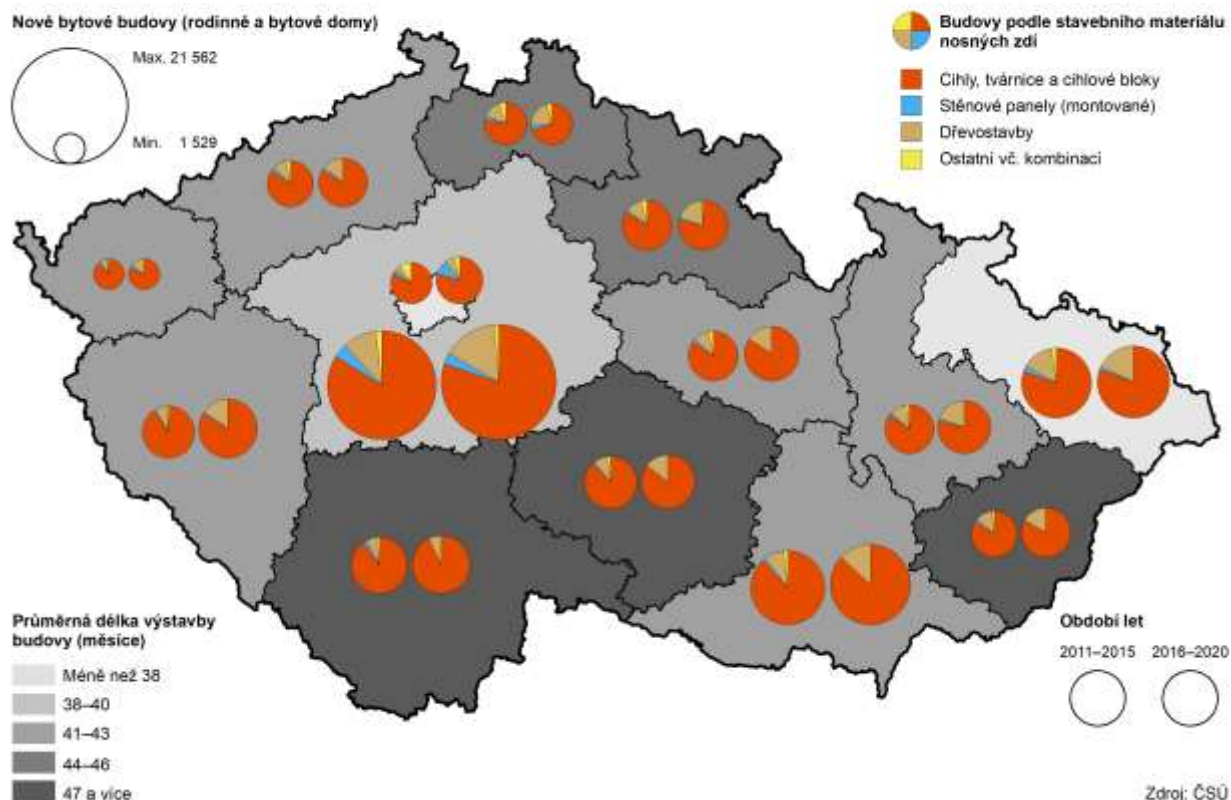 Nové bytové budovy (rodinné a bytové domy)
Max. 21 562
Min. 1 529
Budovy podle stavebního materiálu
nosných zdí
Cihly, tvárnice a cihlové bloky
Stěnové panely (montované)
Dřevostavby
Ostatní vč. kombinací
Průměrná délka výstavby
budovy (měsíce)
Méně než 38
38–40
41–43
44–46
47 a více
Období let
2011–2015 2016–2020
Zdroj: ČSÚ